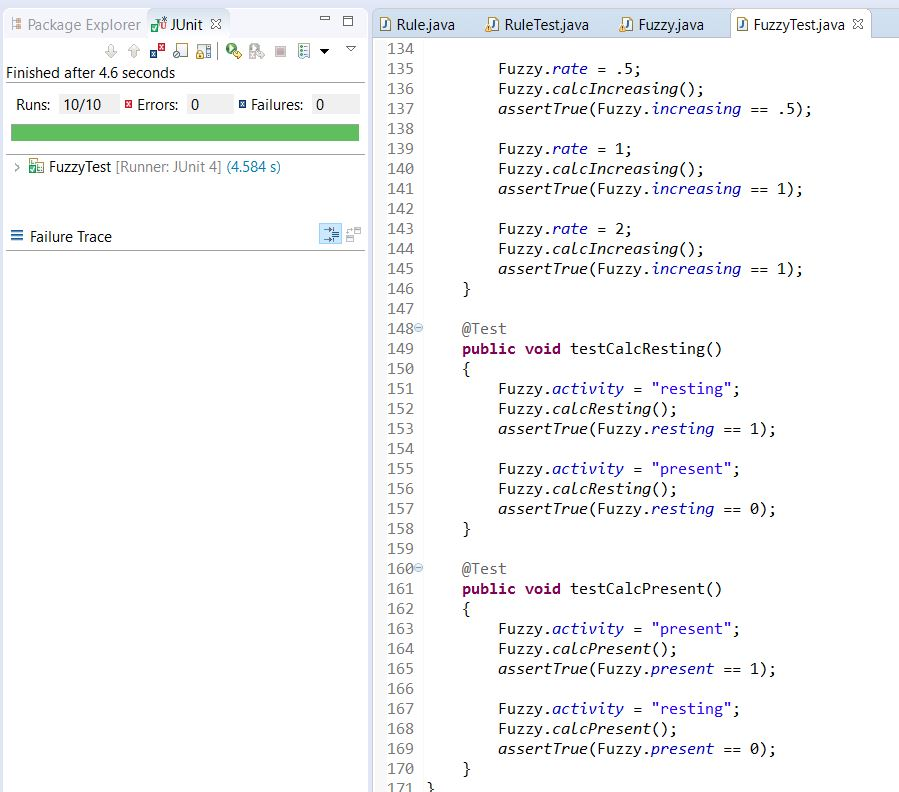 Package Explorer JUnit
Finished after 4.6 seconds
Runs: 10/10 Errors: 0 Failures: 0
FuzzyTest [Runner: JUnit 4] (4.584 s)
Failure Trace
Rule.java RuleTest.java Fuzzy.java FuzzyTest.java
134
135 Fuzzy.rate = .5;
136 Fuzzy.calcIncreasing();
137 assertTrue(Fuzzy.increasing == .5);
138
139 Fuzzy.rate = 1;
140 Fuzzy.calcIncreasing();
141 assertTrue(Fuzzy.increasing == 1);
142
143 Fuzzy.rate = 2;
144 Fuzzy.calcIncreasing();
145 assertTrue(Fuzzy.increasing == 1);
146 }
147
148 @Test
149 public void testCalcResting()
150 {
151 Fuzzy.activity = "resting";
152 Fuzzy.calcResting();
153 assertTrue(Fuzzy.resting == 1);
154
155 Fuzzy.activity = "present";
156 Fuzzy.calcResting();
157 assertTrue(Fuzzy.resting == 0);
158 }
159
160 @Test
161 public void testCalcPresent()
162 {
163 Fuzzy.activity = "present";
164 Fuzzy.calcPresent();
165 assertTrue(Fuzzy.present == 1);
166
167 Fuzzy.activity = "resting";
168 Fuzzy.calcPresent();
169 assertTrue(Fuzzy.present == 0);
170 }
171 }